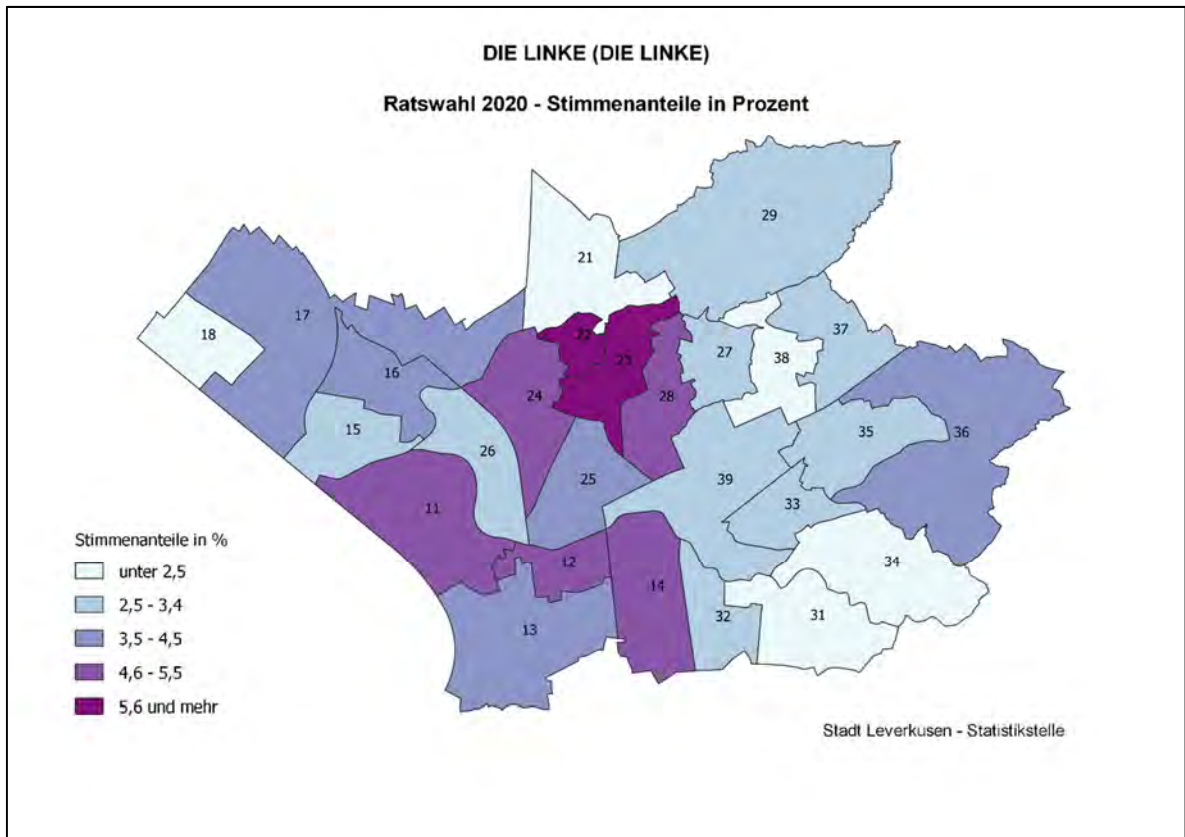 DIE LINKE (DIE LINKE)
Ratswahl 2020 - Stimmenanteile in Prozent
29
21
17
18
37
22
23
27
38
16
24
28
15
35
36
26
25
39
11
33
12
34
14
32
31
13
Stimmenanteile in %
unter 2,5
2,5 - 3,4
3,5 - 4,5
4,6 - 5,5
5,6 und mehr
Stadt Leverkusen - Statistikstelle